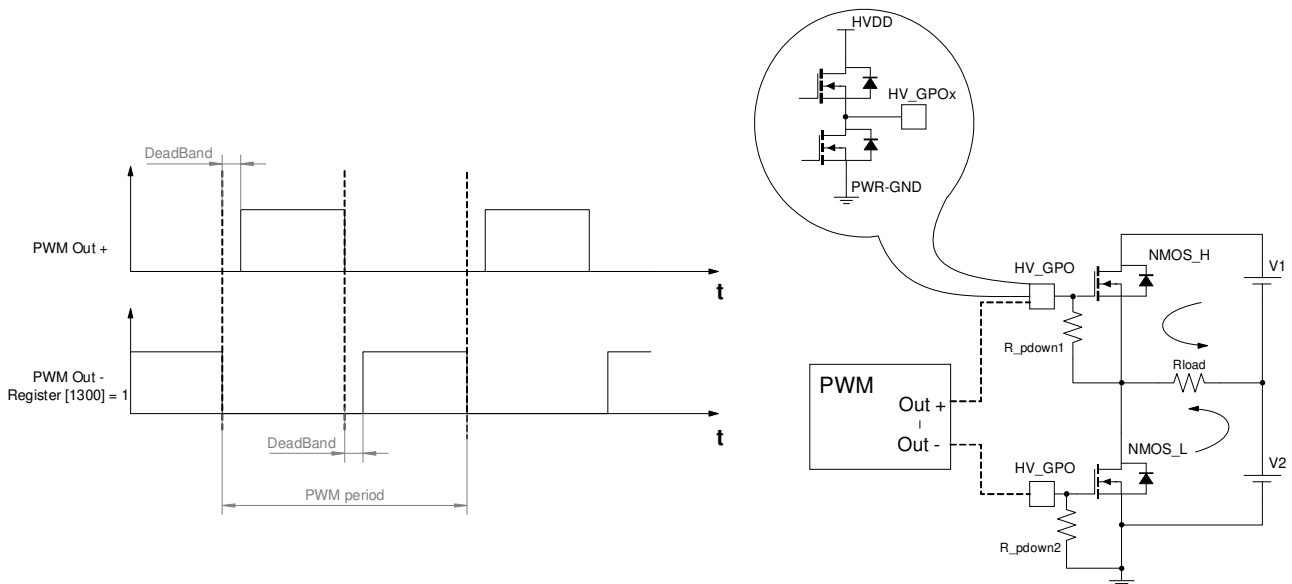 DeadBand
PWM Out +
t
PWM Out -
Register [1300] = 1
t
DeadBand
PWM period
HVDD
HV_GPOx
PWR-GND
HV_GPO
NMOS_H
V1
R_pdown1
Rload
PWM
Out +
Out -
HV_GPO
NMOS_L
V2
R_pdown2